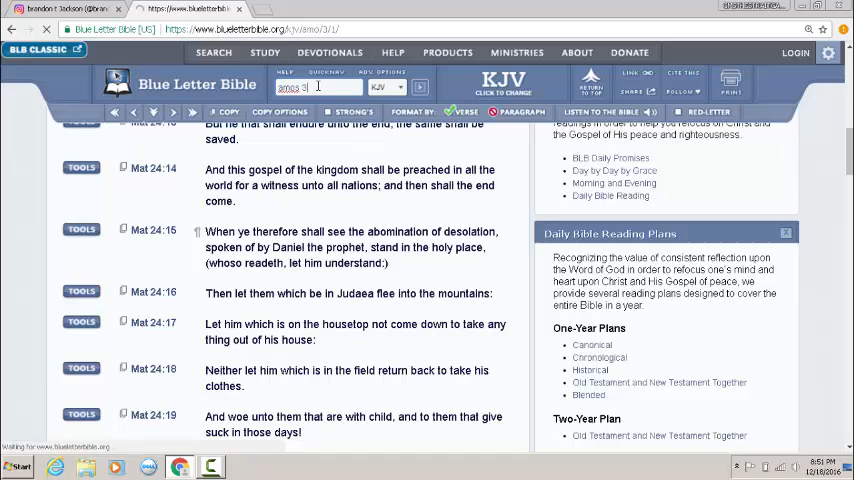 brandon t Jackson (@bran
https://www.blueletterbib
Blue Letter Bible [US] https://www.blueletterbible.org/kjv/amo/3/1/
BLB CLASSIC
SEARCH STUDY DEVOTIONALS HELP PRODUCTS MINISTRIES ABOUT DONATE LOGIN
HELP QUICKNAV ADV. OPTIONS
Blue Letter Bible
amos 3
KJV
KJV
CLICK TO CHANGE
RETURN
TO TOP
LINK
SHARE
CITE THIS
FOLLOW
PRINT
COPY COPY OPTIONS STRONG'S FORMAT BY: VERSE PARAGRAPH LISTEN TO THE BIBLE RED-LETTER
But he that shall endure unto the end, the same shall be
saved.
TOOLS Mat 24:14 And this gospel of the kingdom shall be preached in all the
world for a witness unto all nations; and then shall the end
come.
TOOLS Mat 24:15 ¶ When ye therefore shall see the abomination of desolation,
spoken of by Daniel the prophet, stand in the holy place,
(whoso readeth, let him understand:)
TOOLS Mat 24:16 Then let them which be in Judaea flee into the mountains:
TOOLS Mat 24:17 Let him which is on the housetop not come down to take any
thing out of his house:
TOOLS Mat 24:18 Neither let him which is in the field return back to take his
clothes.
TOOLS Mat 24:19 And woe unto them that are with child, and to them that give
suck in those days!
readings in order to help you refocus on Christ and
the Gospel of His peace and righteousness.
• BLB Daily Promises
• Day by Day by Grace
• Morning and Evening
• Daily Bible Reading
Daily Bible Reading Plans
Recognizing the value of consistent reflection upon
the Word of God in order to refocus one's mind and
heart upon Christ and His Gospel of peace, we
provide several reading plans designed to cover the
entire Bible in a year.
One-Year Plans
• Canonical
• Chronological
• Historical
• Old Testament and New Testament Together
• Blended
Two-Year Plan
• Old Testament and New Testament Together
Waiting for www.blueletterbible.org...
Start
8:51 PM
12/18/2016